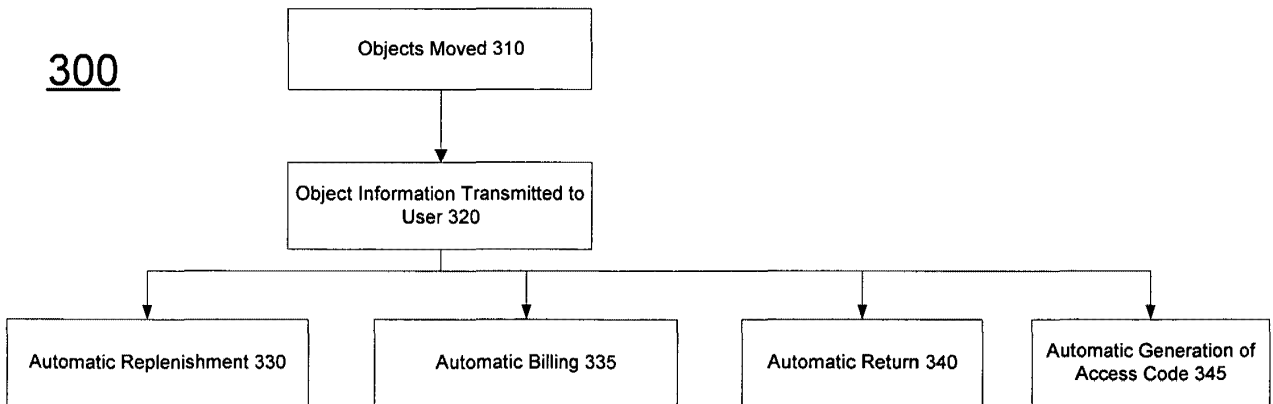 Objects Moved 310
300
Object Information Transmitted to
User 320
Automatic Replenishment 330
Automatic Billing 335
Automatic Return 340
Automatic Generation of
Access Code 345